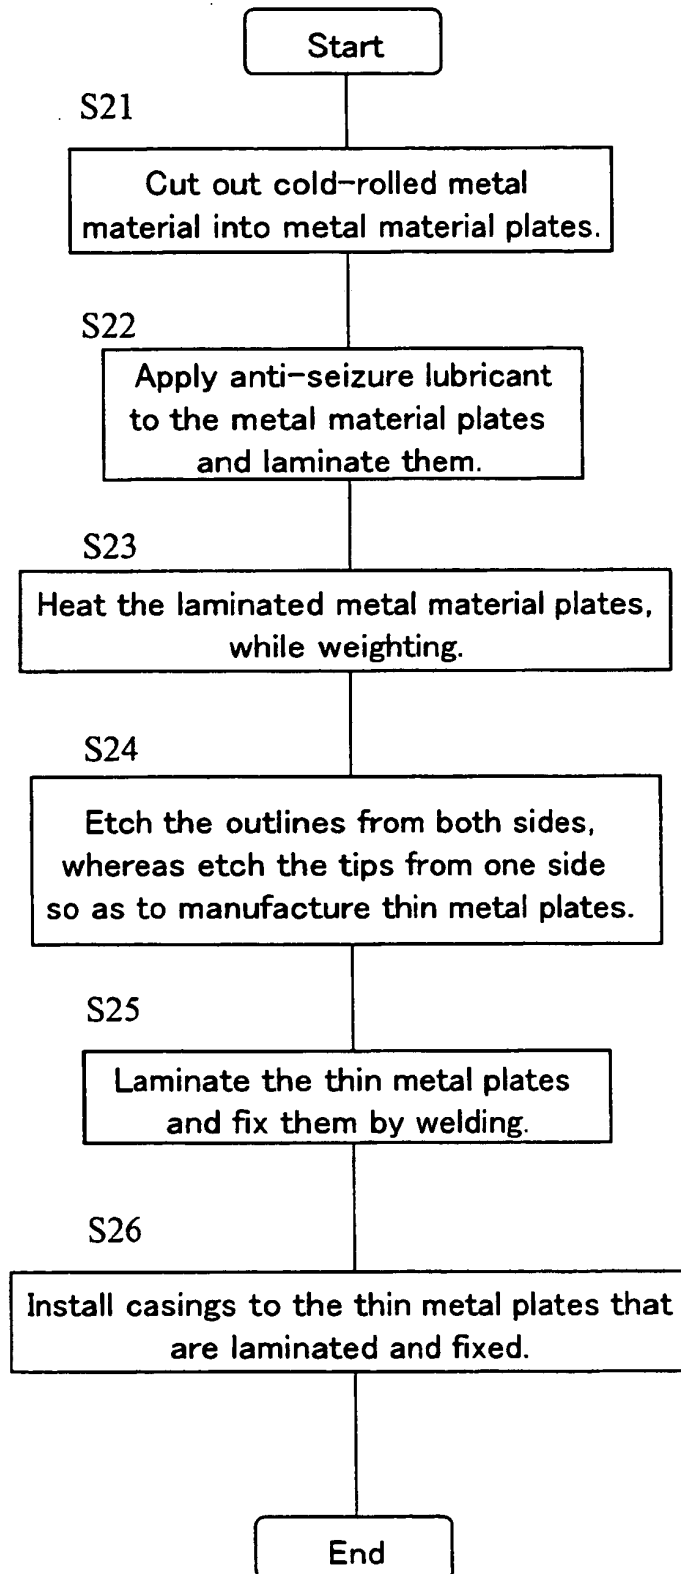 Start
S21
Cut out cold-rolled metal
material into metal material plates.
S22
Apply anti-seizure lubricant
to the metal material plates
and laminate them.
S23
Heat the laminated metal material plates,
while weighting.
S24
Etch the outlines from both sides,
whereas etch the tips from one side
so as to manufacture thin metal plates.
S25
Laminate the thin metal plates
and fix them by welding.
S26
Install casings to the thin metal plates that
are laminated and fixed.
End